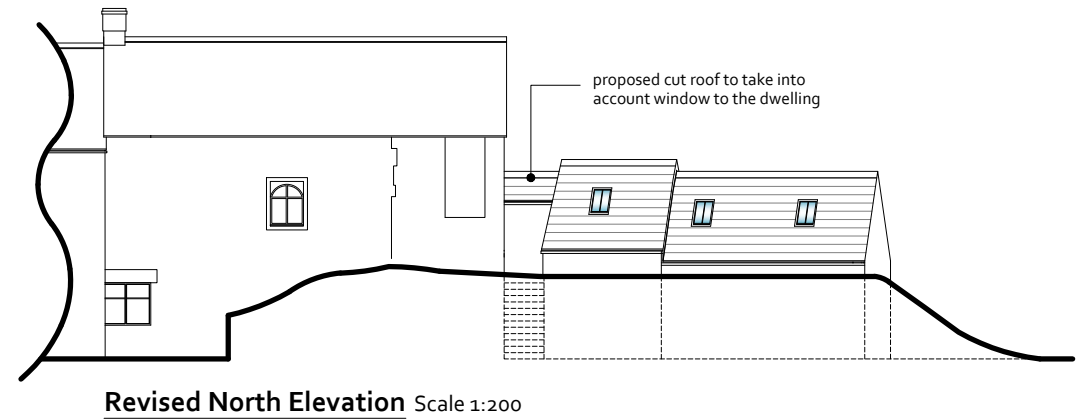 proposed cut roof to take into
account window to the dwelling
Revised North Elevation Scale 1:200